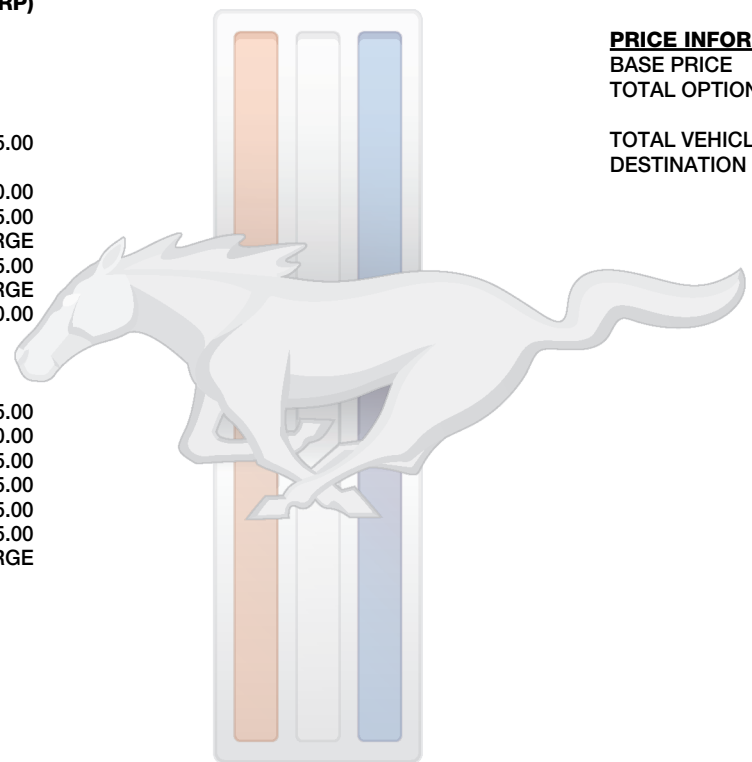 RP)
5.00
0.00
5.00
RGE
5.00
RGE
0.00
5.00
0.00
5.00
5.00
5.00
5.00
RGE
PRICE INFOR
BASE PRICE
TOTAL OPTION
TOTAL VEHICL
DESTINATION